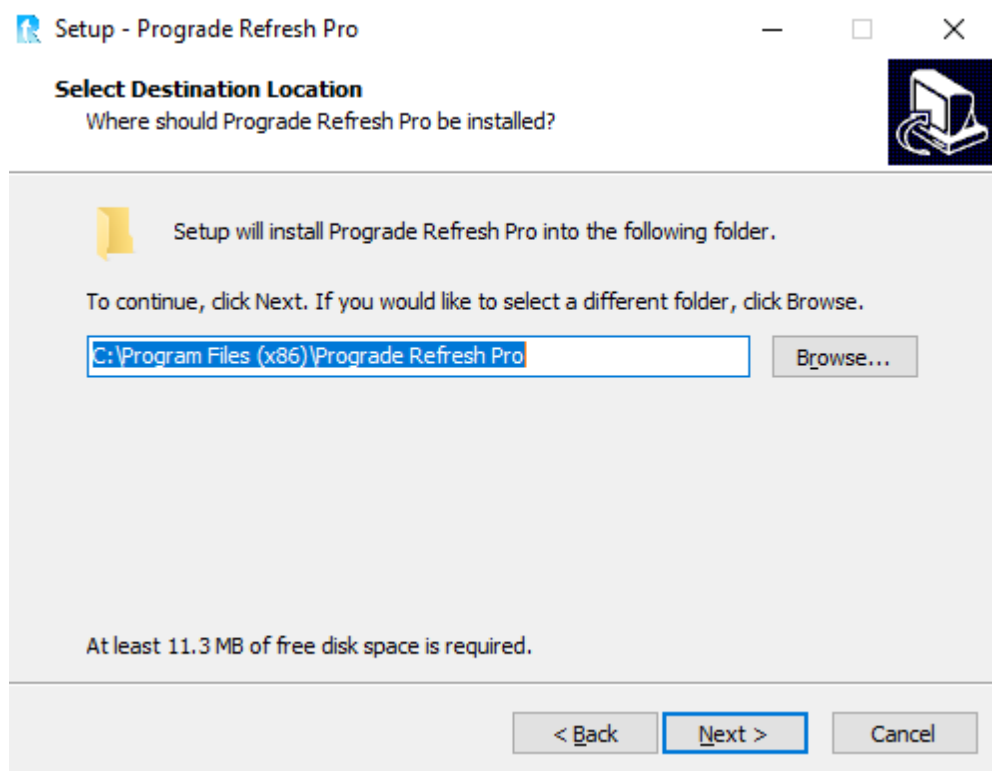 Setup - Prograde Refresh Pro
Select Destination Location
Where should Prograde Refresh Pro be installed?
Setup will install Prograde Refresh Pro into the following folder.
To continue, click Next. If you would like to select a different folder, click Browse.
C:\Program Files (x86)\Prograde Refresh Pro
Browse...
At least 11.3 MB of free disk space is required.
< Back
Next >
Cancel